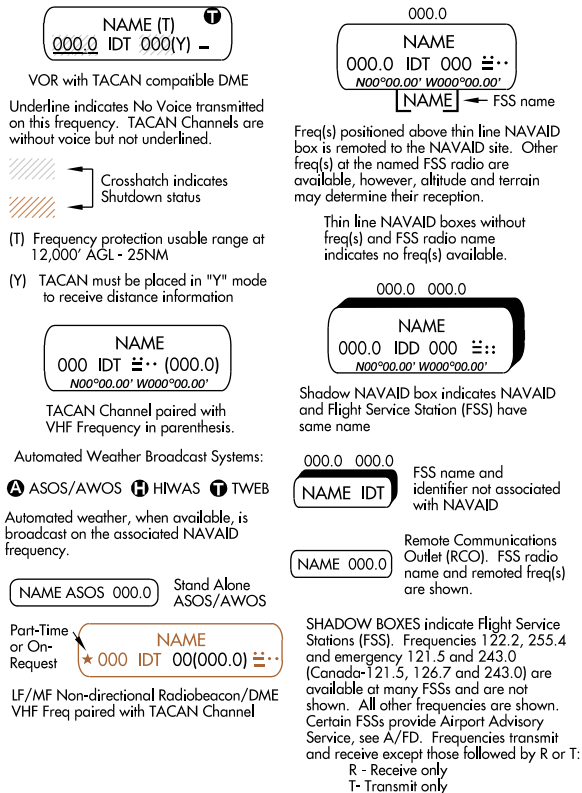 NAME (T)
T
000.0 IDT 000(Y)
VOR with TACAN compatible DME
Underline indicates No Voice transmitted
on this frequency. TACAN Channels are
without voice but not underlined.
Crosshatch indicates
Shutdown status
(T) Frequency protection usable range at
12,000' AGL - 25NM
(Y) TACAN must be placed in "Y" mode
to receive distance information
NAME
000 IDT (000.0)
N00°00.00' W000°00.00'
TACAN Channel paired with
VHF Frequency in parenthesis.
Automated Weather Broadcast Systems:
A ASOS/AWOS H HIWAS T TWEB
Automated weather, when available, is
broadcast on the associated NAVAID
frequency.
NAME ASOS 000.0
Stand Alone
ASOS/AWOS
Part-Time
or On-
Request
NAME
★ 000 IDT 00(000.0)
LF/MF Non-directional Radiobeacon/DME
VHF Freq paired with TACAN Channel
000.0
NAME
000.0 IDT 000
N00°00.00' W000°00.00'
NAME
FSS name
Freq(s) positioned above thin line NAVAID
box is remoted to the NAVAID site. Other
freq(s) at the named FSS radio are
available, however, altitude and terrain
may determine their reception.
Thin line NAVAID boxes without
freq(s) and FSS radio name
indicates no freq(s) available.
000.0 000.0
NAME
000.0 IDD 000
N00°00.00' W000°00.00'
Shadow NAVAID box indicates NAVAID
and Flight Service Station (FSS) have
same name
000.0 000.0
NAME IDT
FSS name and
identifier not associated
with NAVAID
NAME 000.0
Remote Communications
Outlet (RCO). FSS radio
name and remoted freq(s)
are shown.
SHADOW BOXES indicate Flight Service
Stations (FSS). Frequencies 122.2, 255.4
and emergency 121.5 and 243.0
(Canada-121.5, 126.7 and 243.0) are
available at many FSSs and are not
shown. All other frequencies are shown.
Certain FSSs provide Airport Advisory
Service, see A/FD. Frequencies transmit
and receive except those followed by R or T:
R - Receive only
T- Transmit only